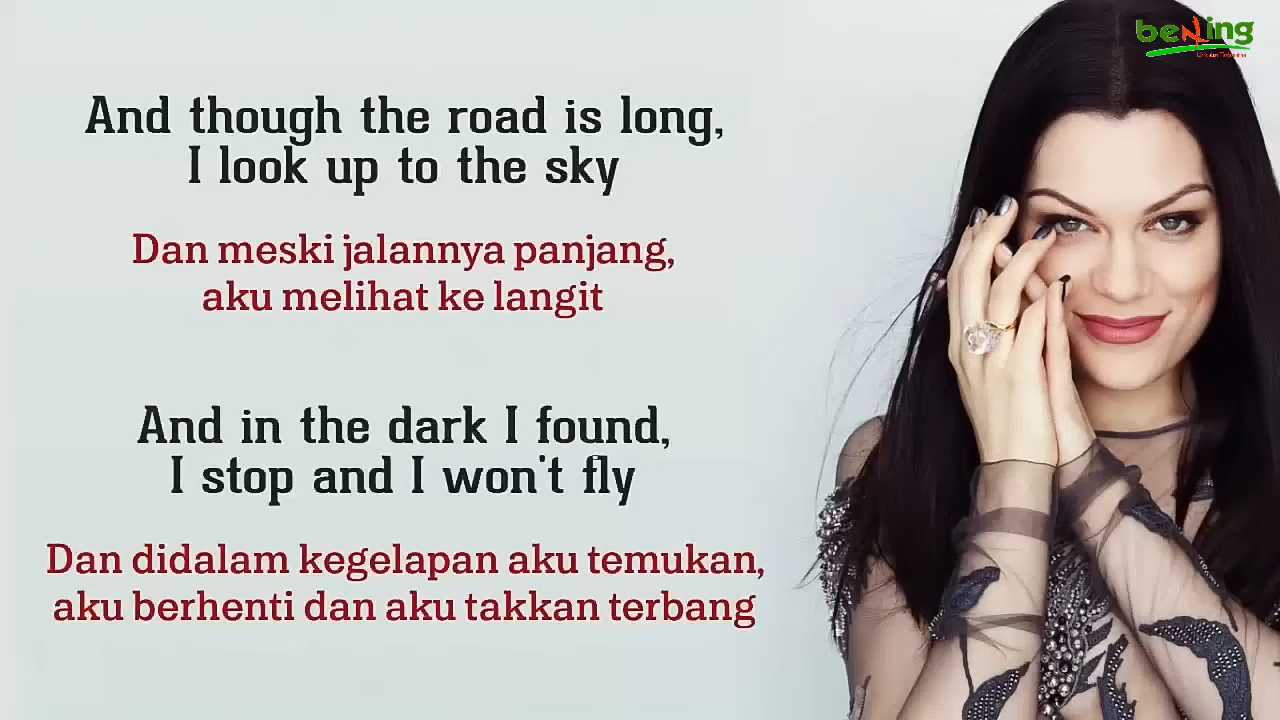 bening
And though the road is long,
I look up to the sky
Dan meski jalannya panjang,
aku melihat ke langit
And in the dark I found,
I stop and I won't fly
Dan didalam kegelapan aku temukan,
aku berhenti dan aku takkan terbang